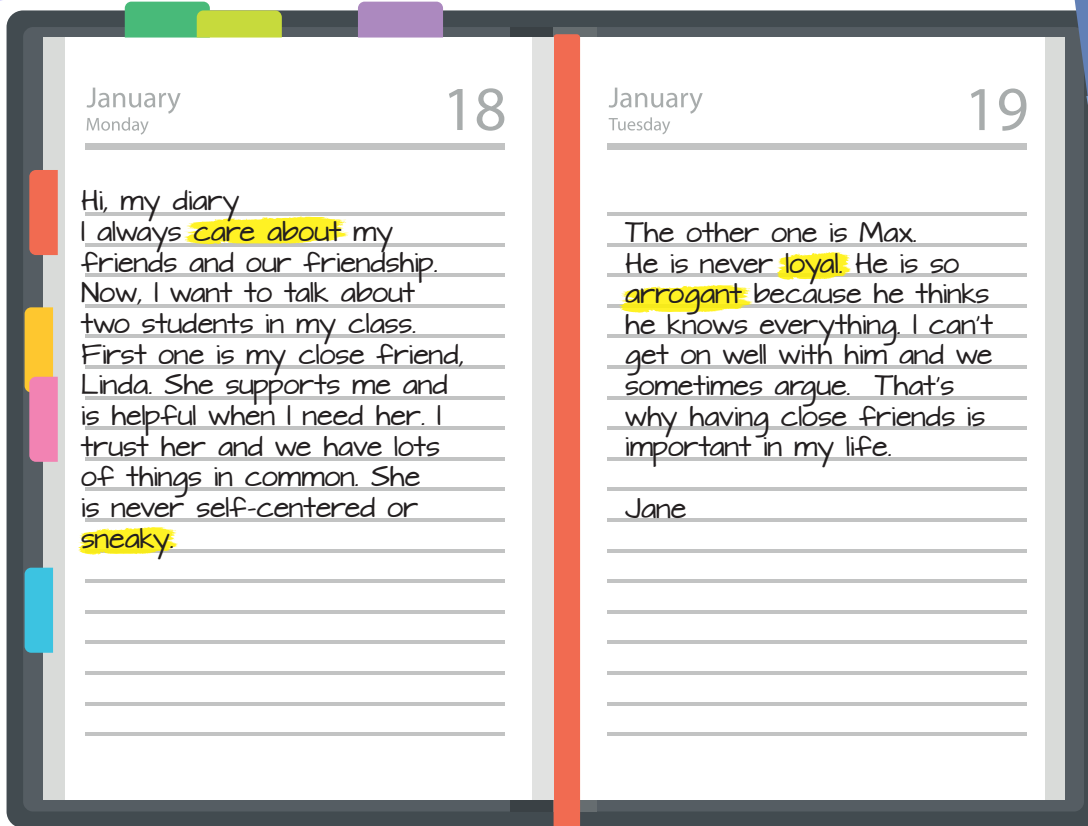 January
Monday
18
Hi, my diary
I always care about my
friends and our friendship.
Now, I want to talk about
two students in my class.
First one is my close friend,
Linda. She supports me and
is helpful when I need her. I
trust her and we have lots
of things in common. She
is never self-centered or
sneaky.
January
Tuesday
19
The other one is Max.
He is never loyal. He is so
arrogant because he thinks
he knows everything. I can't
get on well with him and we
sometimes argue. That's
why having close friends is
important in my life.
Jane